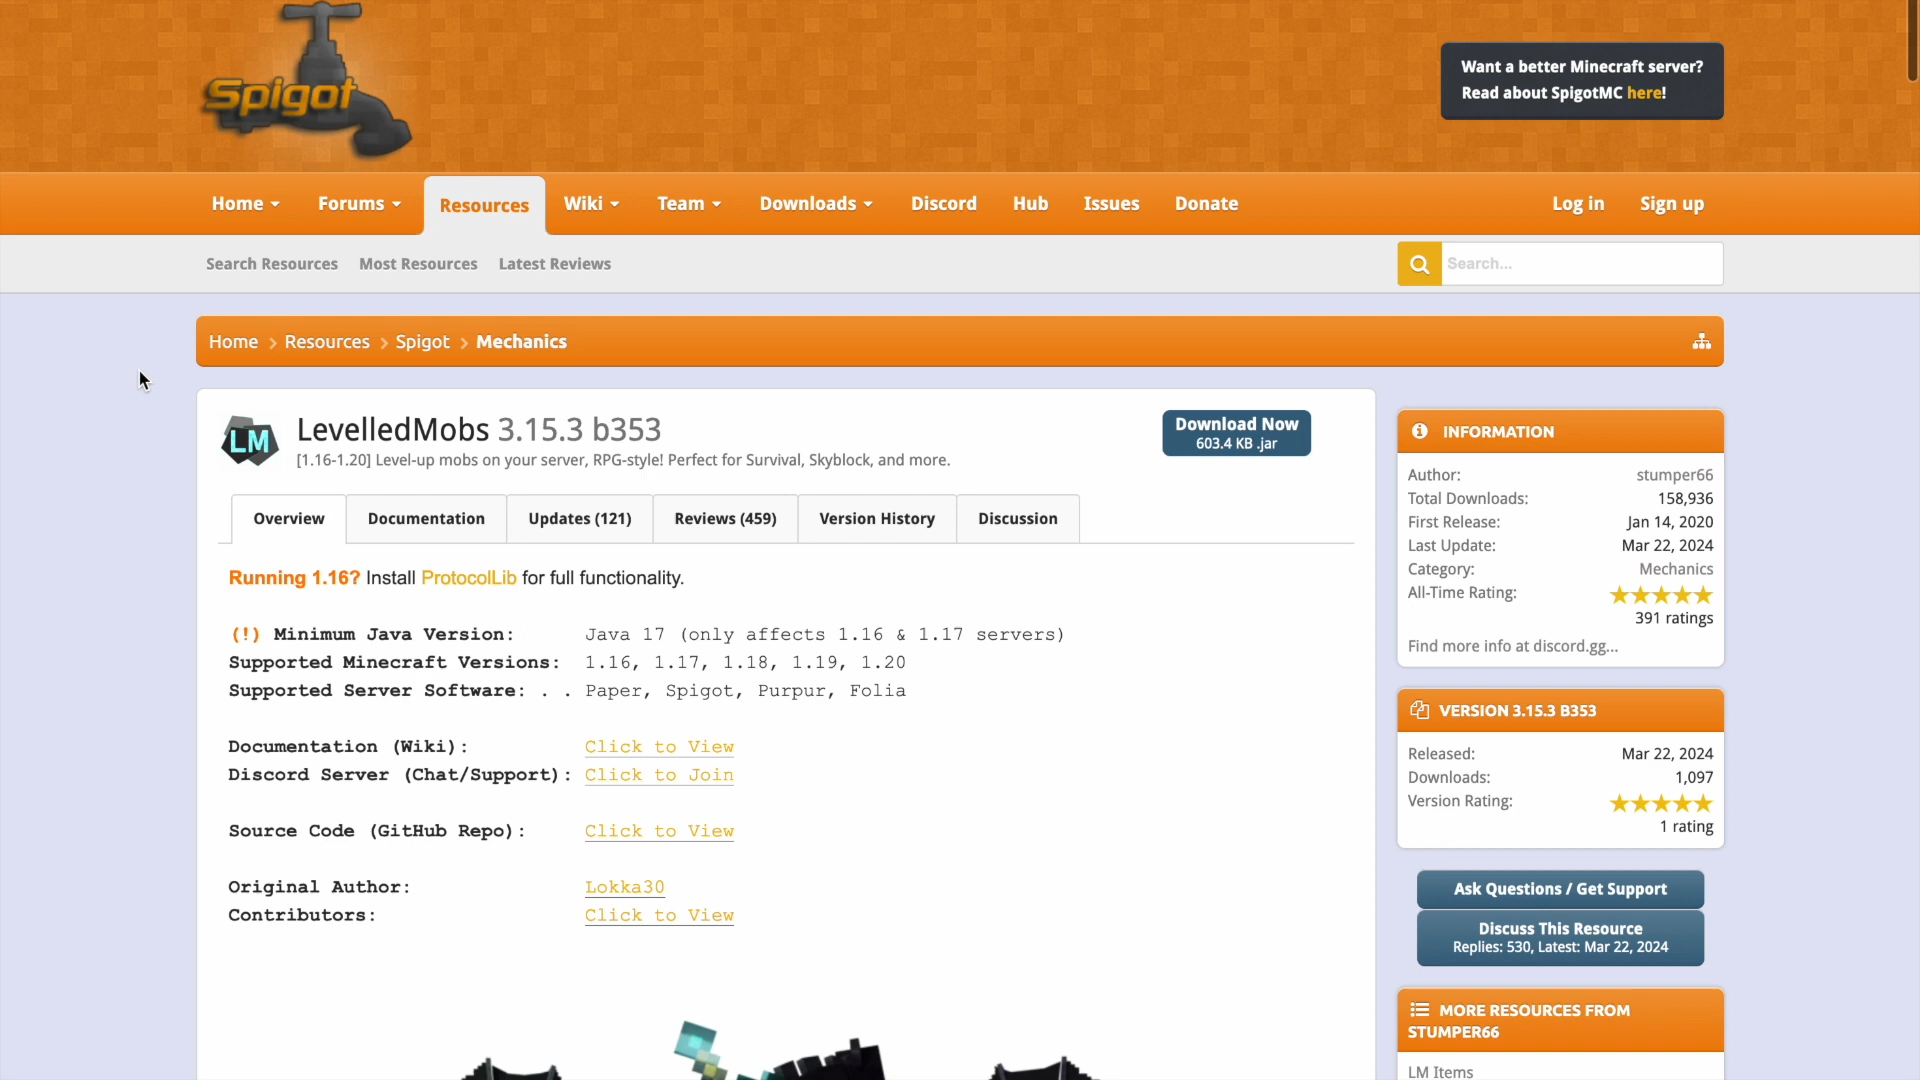 Spigot
Want a better Minecraft server?
Read about SpigotMC here!
Home
Forums
Resources
Wiki
Team
Downloads
Discord
Hub
Issues
Donate
Log in
Sign up
Search Resources
Most Resources
Latest Reviews
Search...
Home > Resources > Spigot > Mechanics
LM
LevelledMobs 3.15.3 b353
[1.16-1.20] Level-up mobs on your server, RPG-style! Perfect for Survival, Skyblock, and more.
Download Now
603.4 KB .jar
Overview
Documentation
Updates (121)
Reviews (459)
Version History
Discussion
Running 1.16? Install ProtocolLib for full functionality.
(!) Minimum Java Version: Java 17 (only affects 1.16 & 1.17 servers)
Supported Minecraft Versions: 1.16, 1.17, 1.18, 1.19, 1.20
Supported Server Software: . . Paper, Spigot, Purpur, Folia
Documentation (Wiki): Click to View
Discord Server (Chat/Support): Click to Join
Source Code (GitHub Repo): Click to View
Original Author: Lokka30
Contributors: Click to View
INFORMATION
Author: stumper66
Total Downloads: 158,936
First Release: Jan 14, 2020
Last Update: Mar 22, 2024
Category: Mechanics
All-Time Rating:
391 ratings
Find more info at discord.gg...
VERSION 3.15.3 B353
Released: Mar 22, 2024
Downloads: 1,097
Version Rating:
1 rating
Ask Questions / Get Support
Discuss This Resource
Replies: 530, Latest: Mar 22, 2024
MORE RESOURCES FROM
STUMPER66
LM Items